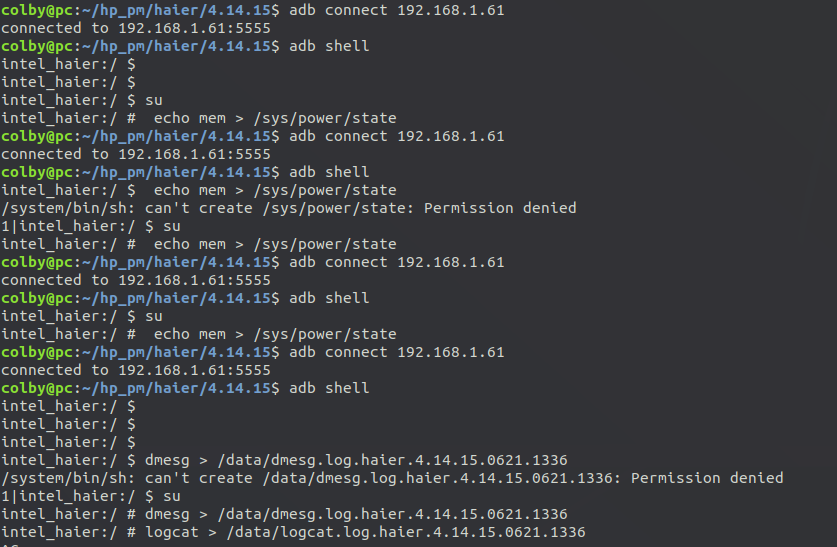 colby@pc:~/hp_pm/haier/4.14.15$ adb connect 192.168.1.61
connected to 192.168.1.61:5555
colby@pc:~/hp_pm/haier/4.14.15$ adb shell
intel_haier:/ $
intel_haier:/ $
intel_haier:/ $ su
intel_haier:/ #  echo mem > /sys/power/state
colby@pc:~/hp_pm/haier/4.14.15$ adb connect 192.168.1.61
connected to 192.168.1.61:5555
colby@pc:~/hp_pm/haier/4.14.15$ adb shell
intel_haier:/ $  echo mem > /sys/power/state
/system/bin/sh: can't create /sys/power/state: Permission denied
1|intel_haier:/ $ su
intel_haier:/ #  echo mem > /sys/power/state
colby@pc:~/hp_pm/haier/4.14.15$ adb connect 192.168.1.61
connected to 192.168.1.61:5555
colby@pc:~/hp_pm/haier/4.14.15$ adb shell
intel_haier:/ $ su
intel_haier:/ #  echo mem > /sys/power/state
colby@pc:~/hp_pm/haier/4.14.15$ adb connect 192.168.1.61
connected to 192.168.1.61:5555
colby@pc:~/hp_pm/haier/4.14.15$ adb shell
intel_haier:/ $
intel_haier:/ $
intel_haier:/ $
intel_haier:/ $ dmesg > /data/dmesg.log.haier.4.14.15.0621.1336
/system/bin/sh: can't create /data/dmesg.log.haier.4.14.15.0621.1336: Permission denied
1|intel_haier:/ $ su
intel_haier:/ # dmesg > /data/dmesg.log.haier.4.14.15.0621.1336
intel_haier:/ # logcat > /data/logcat.log.haier.4.14.15.0621.1336